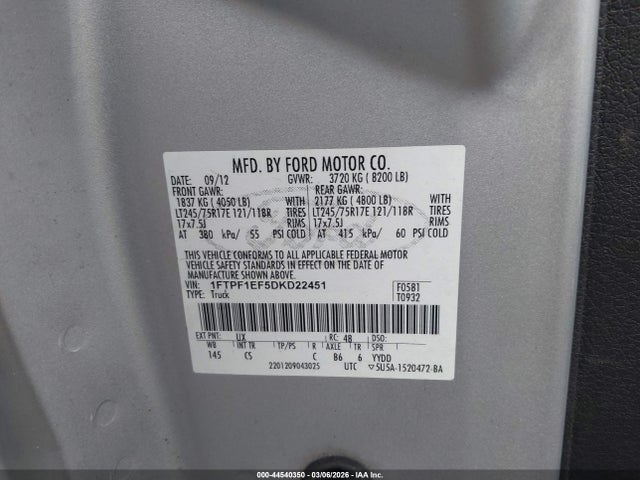 MFD. BY FORD MOTOR CO.
DATE: 09/12 GVWR: 3720 KG ( 8200 LB)
FRONT GAWR: REAR GAWR:
1837 KG ( 4050 LB) WITH 2177 KG ( 4800 LB) WITH
LT245/75R17E 121/118R TIRES LT245/75R17E 121/118R TIRES
17x7.5J RIMS 17x7.5J RIMS
AT 380 kPa/ 55 PSI COLD AT 415 kPa/ 60 PSI COLD
THIS VEHICLE CONFORMS TO ALL APPLICABLE FEDERAL MOTOR
VEHICLE SAFETY STANDARDS IN EFFECT ON THE DATE OF
MANUFACTURE SHOWN ABOVE.
VIN: 1FTPF1EF5DKD22451 F0581
TYPE: Truck T0932
EXT PNT: UX RC: 48 DSO:
WB INT TR TP/PS R AXLE TR SPR
145 CS C B6 6 YYDD
2201209043025 UTC ▽5U5A-1520472-BA
000-44540350 - 03/06/2026 - IAA Inc.